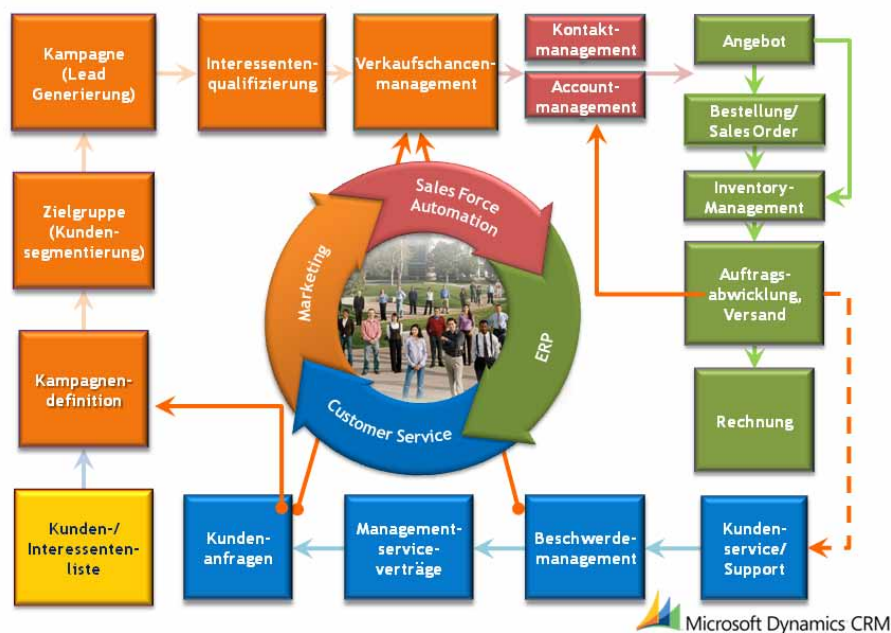 Kampagne
(Lead
Generierung)
Interessenten-
qualifizierung
Verkaufschancen-
management
Kontakt-
management
Account-
management
Angebot
Bestellung/
Sales Order
Inventory-
Management
Auftrags-
abwicklung,
Versand
Rechnung
Zielgruppe
(Kunden-
segmentierung)
Kampagnen-
definition
Kunden-/
Interessenten-
liste
Sales Force
Automation
Marketing
ERP
Customer Service
Kunden-
anfragen
Management-
service-
verträge
Beschwerde-
management
Kunden-
service/
Support
Microsoft Dynamics CRM